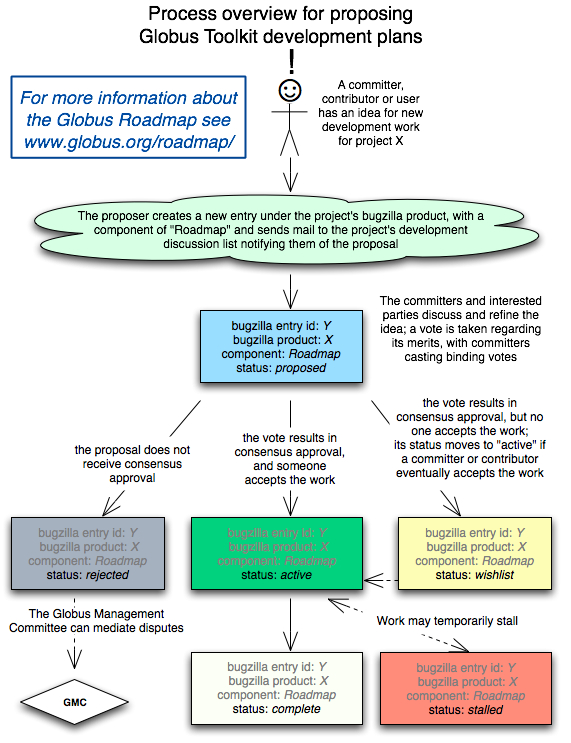 Process overview for proposing
Globus Toolkit development plans
!
For more information about
the Globus Roadmap see
www.globus.org/roadmap/
A committer,
contributor or user
has an idea for new
development work
for project X
The proposer creates a new entry under the project's bugzilla product, with a
component of "Roadmap" and sends mail to the project's development
discussion list notifying them of the proposal
bugzilla entry id: Y
bugzilla product: X
component: Roadmap
status: proposed
The committers and interested
parties discuss and refine the
idea; a vote is taken regarding
its merits, with committers
casting binding votes
the proposal does not
receive consensus
approval
the vote results in
consensus approval,
and someone
accepts the work
the vote results in
consensus approval, but no
one accepts the work;
its status moves to "active" if
a committer or contributor
eventually accepts the work
bugzilla entry id: Y
bugzilla product: X
component: Roadmap
status: rejected
bugzilla entry id: Y
bugzilla product: X
component: Roadmap
status: active
bugzilla entry id: Y
bugzilla product: X
component: Roadmap
status: wishlist
The Globus Management
Committee can mediate disputes
Work may temporarily stall
GMC
bugzilla entry id: Y
bugzilla product: X
component: Roadmap
status: complete
bugzilla entry id: Y
bugzilla product: X
component: Roadmap
status: stalled